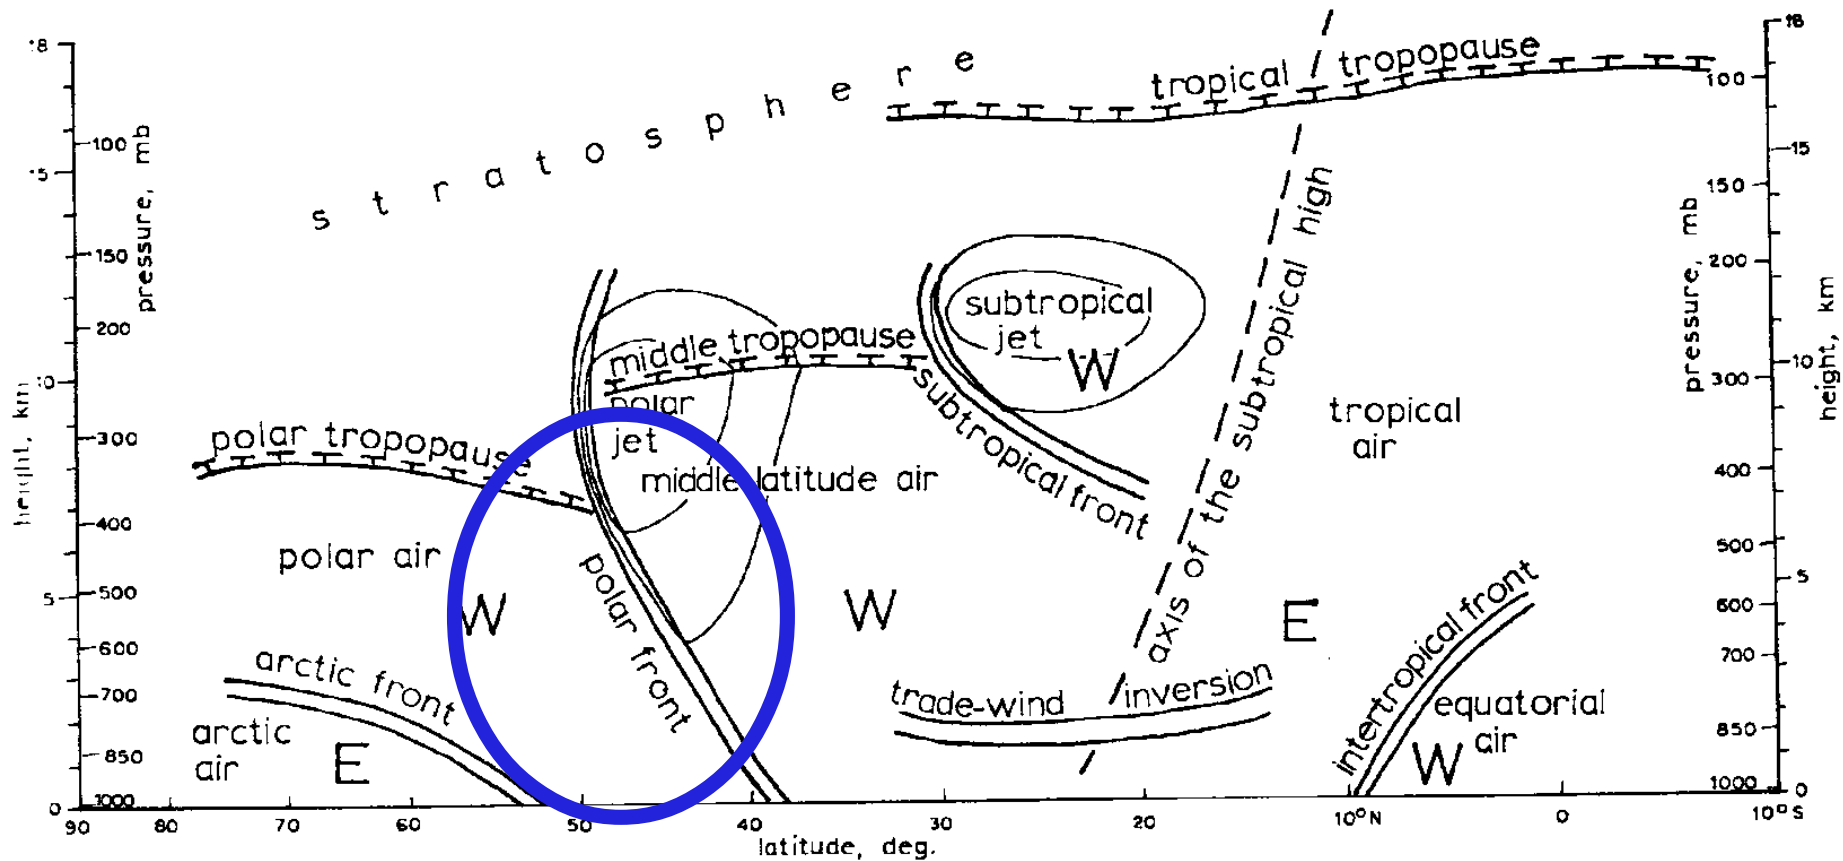 stratosphere
tropical tropopause
18
15
10
5
0
height, km
100
150
200
300
400
500
600
700
850
1000
pressure, mb
subtropical
jet
W
middle tropopause
polar
jet
middle latitude air
polar tropopause
polar air
W
polar front
subtropical front
axis of the subtropical high
tropical
air
W
E
arctic front
arctic
air
E
trade-wind inversion
intertropical front
equatorial
air
W
100
150
200
300
400
500
600
700
850
1000
pressure, mb
18
15
10
5
0
height, km
90 80 70 60 50 40 30 20 10°N 0 10°S
latitude, deg.